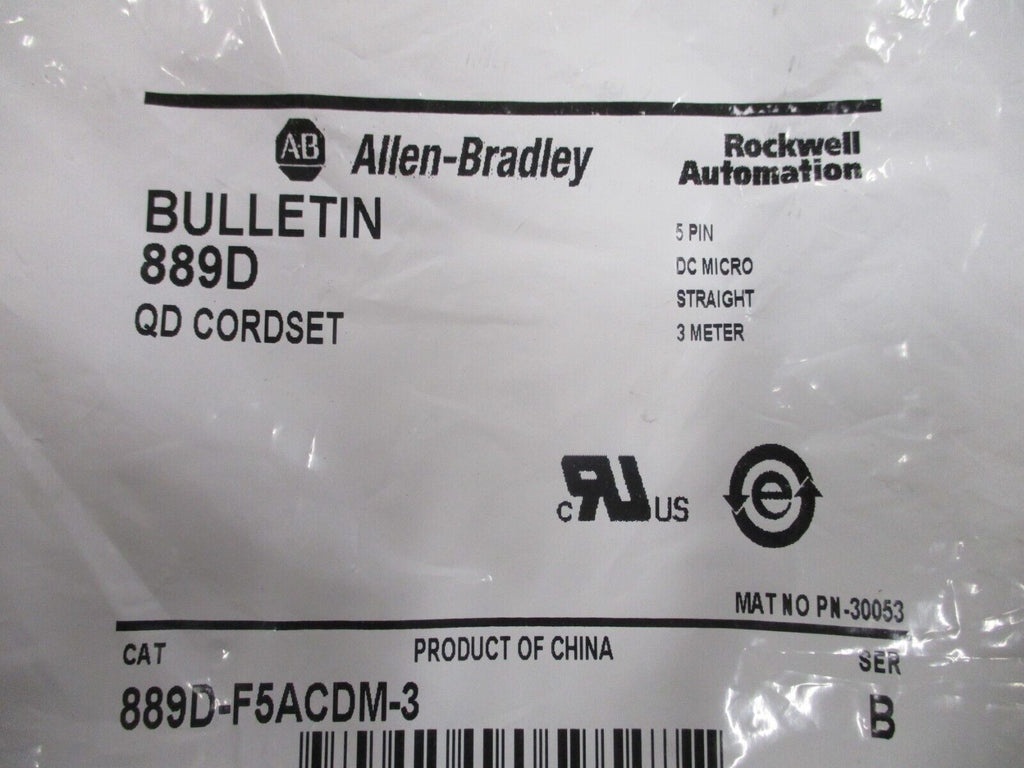 AB Allen-Bradley
Rockwell
Automation
BULLETIN
889D
QD CORDSET
5 PIN
DC MICRO
STRAIGHT
3 METER
c RU US
e
MAT NO PN-30053
CAT
PRODUCT OF CHINA
SER
889D-F5ACDM-3
B